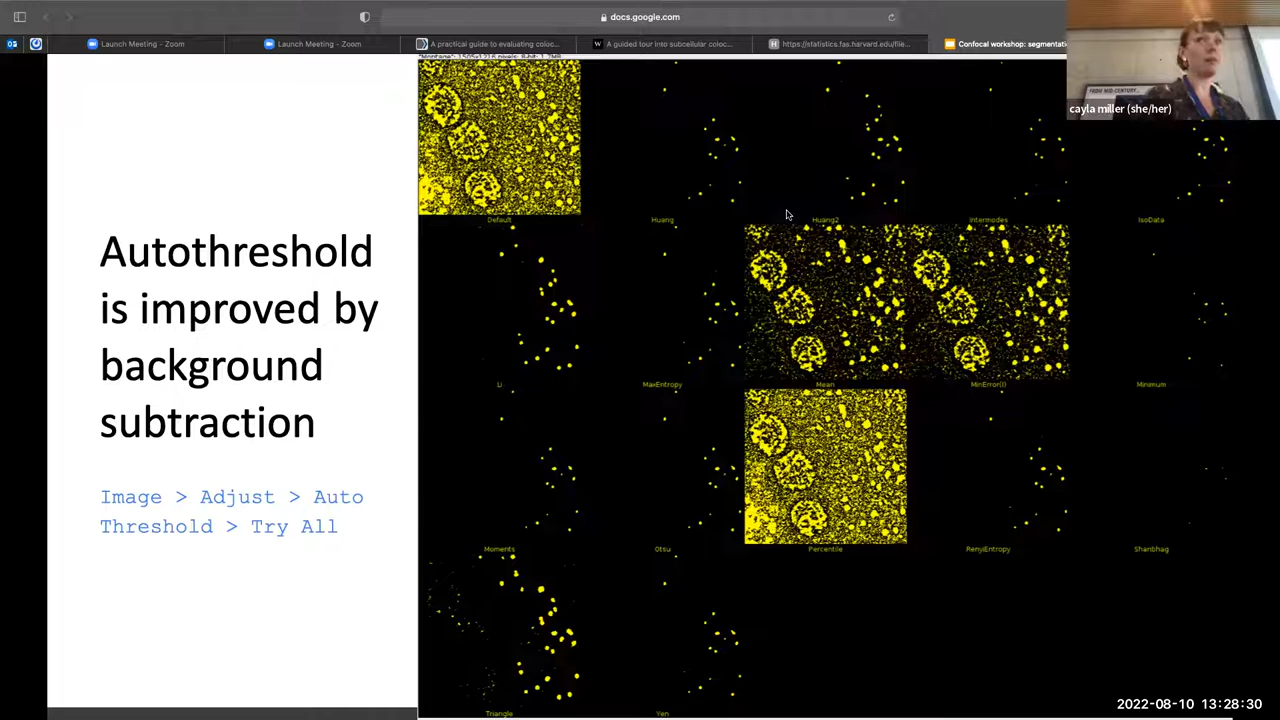 docs.google.com
Launch Meeting - Zoom
Launch Meeting - Zoom
A practical guide to evaluating coloc...
A guided tour into subcellular coloc...
https://statistics.fas.harvard.edu/file...
Confocal workshop: segmentati
cayla miller (she/her)
Autothreshold
is improved by
background
subtraction
Image > Adjust > Auto
Threshold > Try All
Default
Huang
Huang2
Intermodes
IsoData
Li
MaxEntropy
Mean
MinError(I)
Minimum
Moments
Otsu
Percentile
RenyiEntropy
Shanbhag
Triangle
Yen
2022-08-10 13:28:30